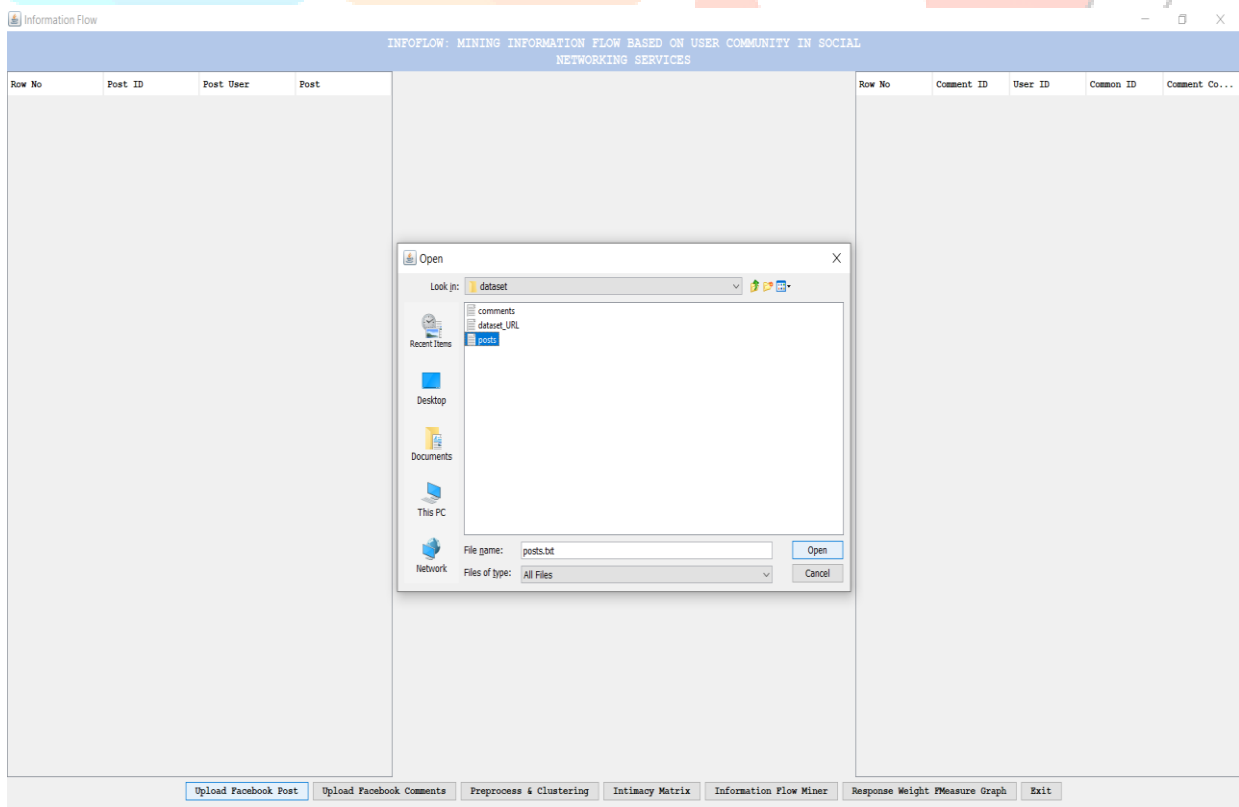 Information Flow
INFOFLOW: MINING INFORMATION FLOW BASED ON USER COMMUNITY IN SOCIAL
NETWORKING SERVICES
Row No Post ID Post User Post
Row No Comment ID User ID Common ID Comment Co...
Open
Look in: dataset
comments
dataset_URL
posts
Recent Items
Desktop
Documents
This PC
Network
File name: posts.txt Open
Files of type: All Files Cancel
Upload Facebook Post Upload Facebook Comments Preprocess & Clustering Intimacy Matrix Information Flow Miner Response Weight FMeasure Graph Exit